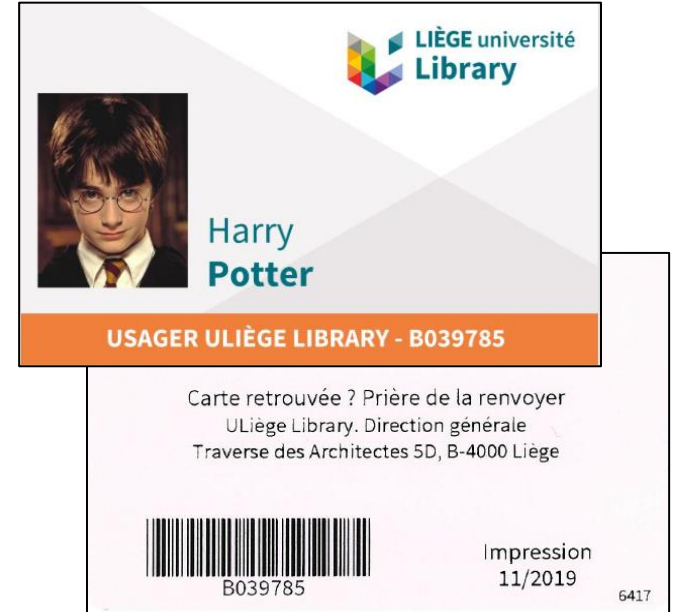 LIÈGE université
Library
Harry
Potter
USAGER ULIÈGE LIBRARY - B039785
Carte retrouvée ? Prière de la renvoyer
ULiège Library. Direction générale
Traverse des Architectes 5D, B-4000 Liège
B039785
Impression
11/2019
6417